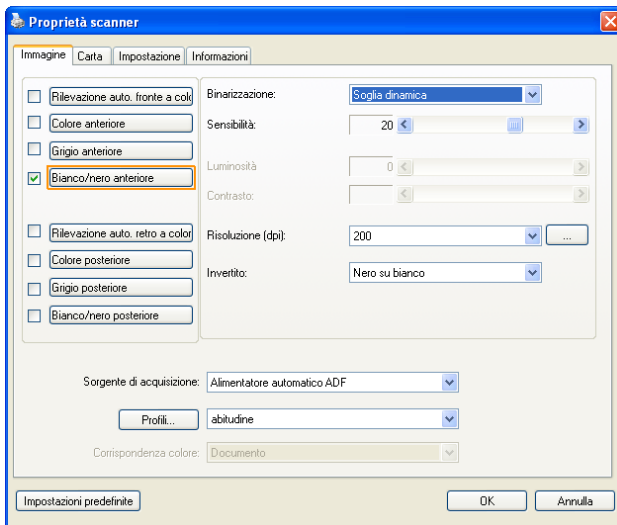 Proprietà scanner
Immagine Carta Impostazione Informazioni
Rilevazione auto. fronte a colo
Colore anteriore
Grigio anteriore
Bianco/nero anteriore
Rilevazione auto. retro a color
Colore posteriore
Grigio posteriore
Bianco/nero posteriore
Binarizzazione: Soglia dinamica
Sensibilità: 20
Luminosità 0
Contrasto:
Risoluzione (dpi): 200 ...
Invertito: Nero su bianco
Sorgente di acquisizione: Alimentatore automatico ADF
Profili... abitudine
Corrispondenza colore: Documento
Impostazioni predefinite OK Annulla